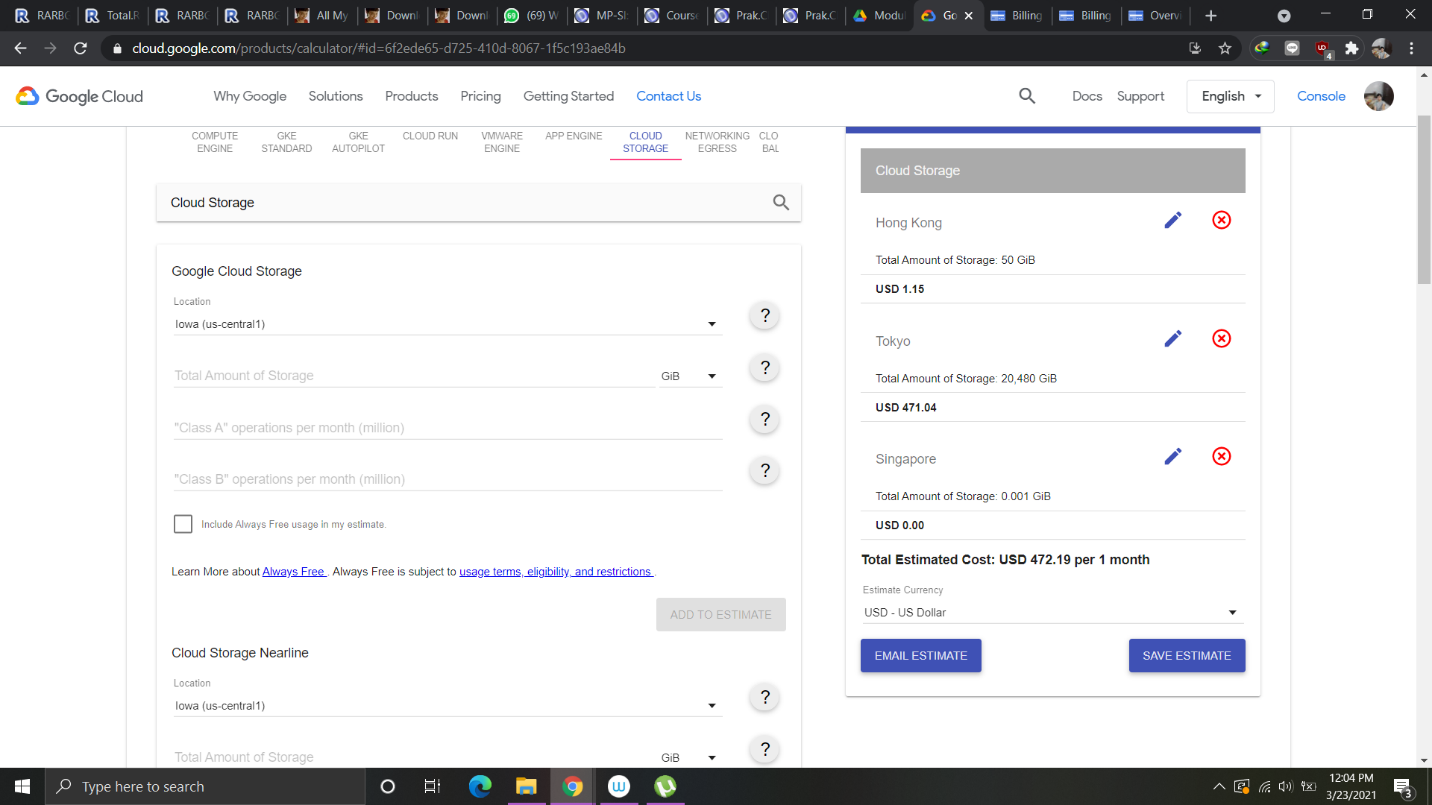 RARBG
Total.R
RARBG
RARBG
All My
Downl
Downl
(69) W
MP-Sl
Course
Prak.C
Prak.C
Modul
Go
Billing
Billing
Overvi
cloud.google.com/products/calculator/#id=6f2ede65-d725-410d-8067-1f5c193ae84b
4
Google Cloud
Why Google
Solutions
Products
Pricing
Getting Started
Contact Us
Docs
Support
English
Console
COMPUTE
ENGINE
GKE
STANDARD
GKE
AUTOPILOT
CLOUD RUN
VMWARE
ENGINE
APP ENGINE
CLOUD
STORAGE
NETWORKING
EGRESS
CLO
BAL
Cloud Storage
Google Cloud Storage
Location
Iowa (us-central1)
?
Total Amount of Storage
GiB
?
"Class A" operations per month (million)
?
"Class B" operations per month (million)
?
Include Always Free usage in my estimate.
Learn More about Always Free . Always Free is subject to usage terms, eligibility, and restrictions .
ADD TO ESTIMATE
Cloud Storage Nearline
Location
Iowa (us-central1)
?
Total Amount of Storage
GiB
?
Cloud Storage
Hong Kong
Total Amount of Storage: 50 GiB
USD 1.15
Tokyo
Total Amount of Storage: 20,480 GiB
USD 471.04
Singapore
Total Amount of Storage: 0.001 GiB
USD 0.00
Total Estimated Cost: USD 472.19 per 1 month
Estimate Currency
USD - US Dollar
EMAIL ESTIMATE
SAVE ESTIMATE
Type here to search
12:04 PM
3/23/2021
3